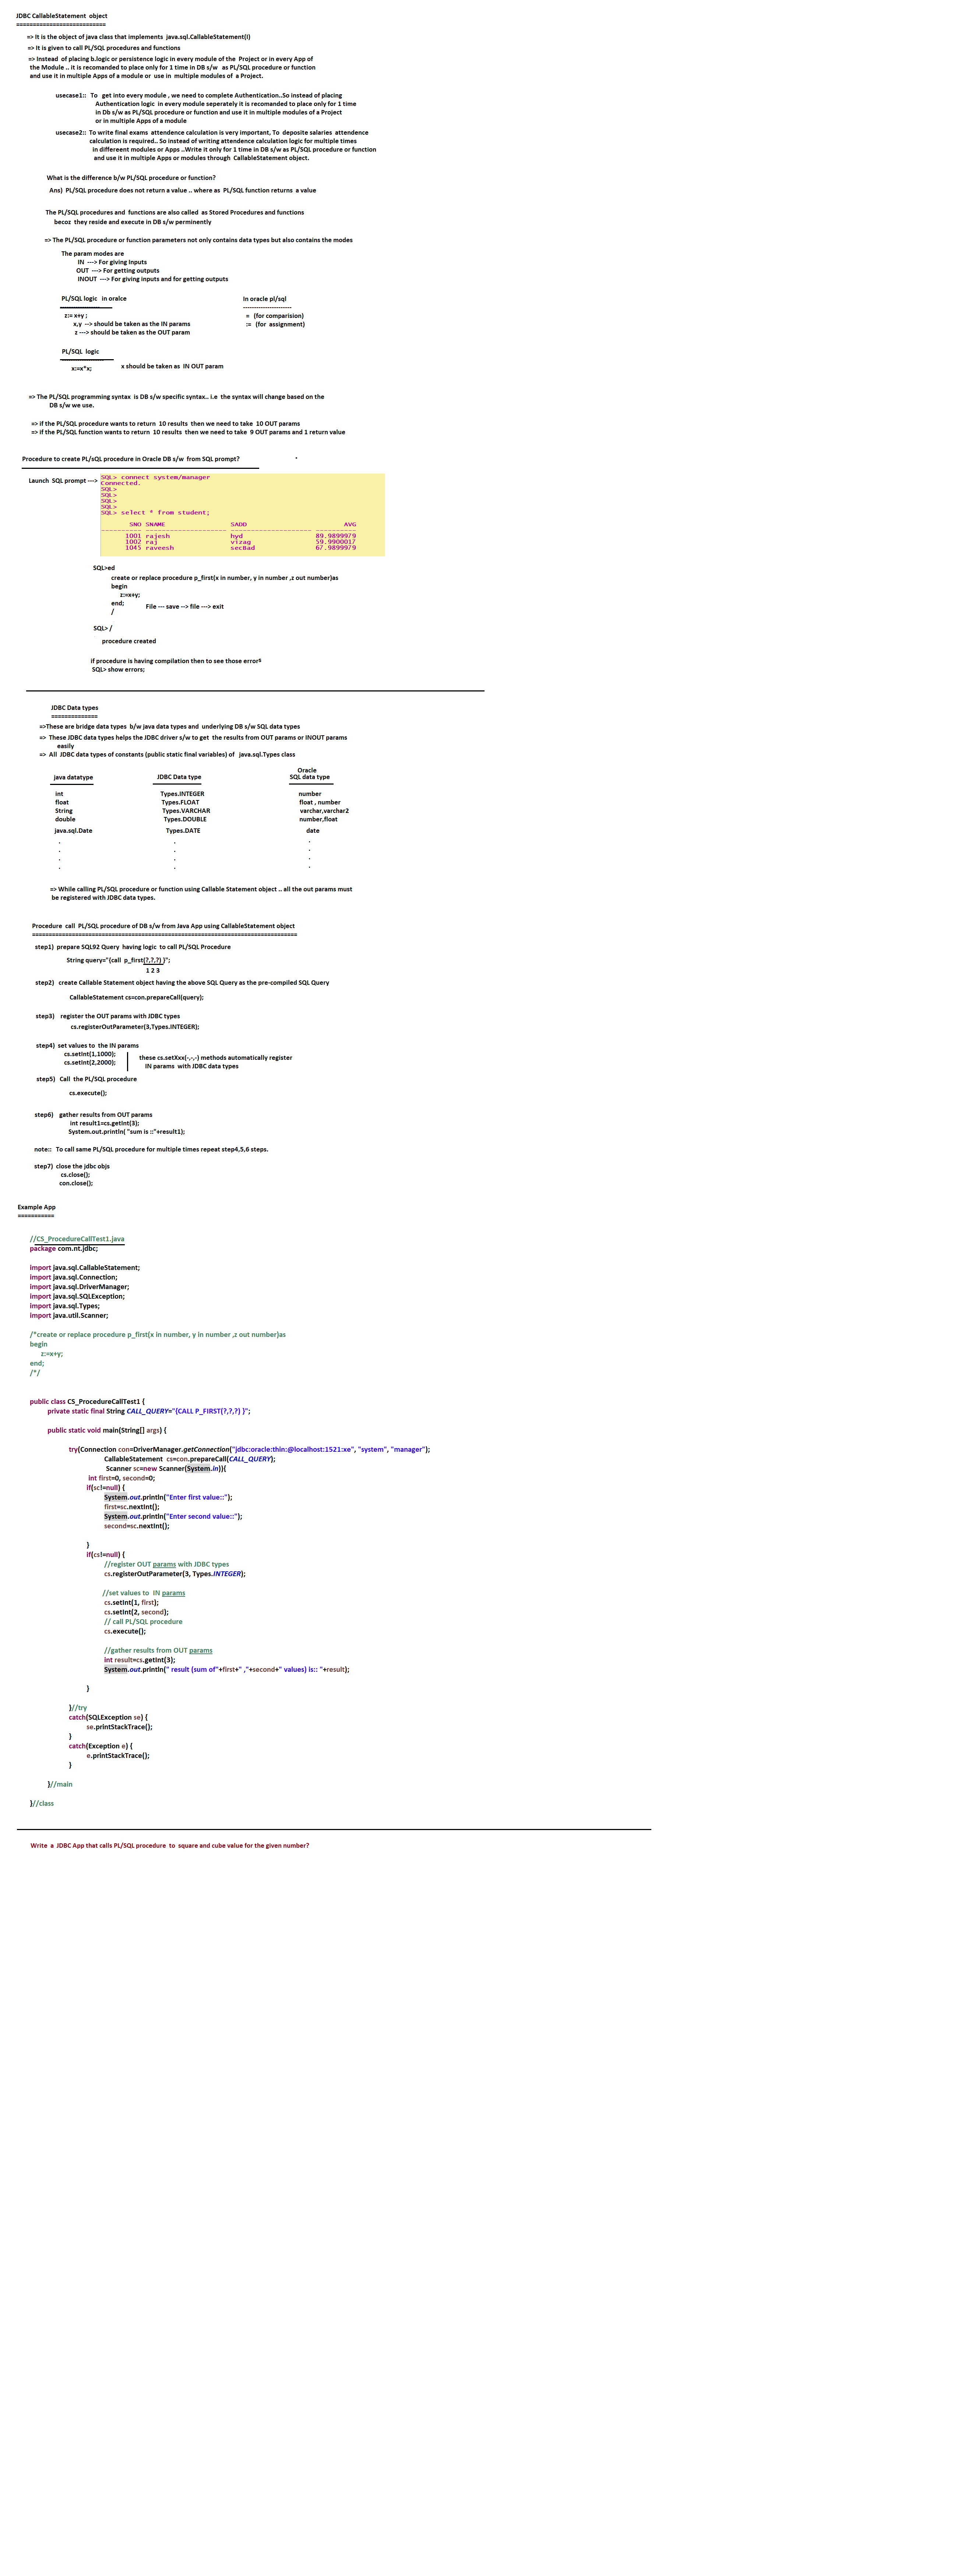 JDBC CallableStatement  object
===========================
=> It is the object of java class that implements  java.sql.CallableStatement(I)
=> It is given to call PL/SQL procedures and functions
=> Instead  of placing b.logic or persistence logic in every module of the  Project or in every App of
the Module .. It is recomanded to place only for 1 time in DB s/w   as PL/SQL procedure or function
and use it in multiple Apps of a module or  use in  multiple modules of  a Project.
usecase1::   To   get into every module , we need to complete Authentication..So instead of placing
Authentication logic  in every module seperately it is recomanded to place only for 1 time
in Db s/w as PL/SQL procedure or function and use it multiple modules of a Project
or in multiple Apps of a module
usecase2::  To write final exams  attendence calculation is very important, To  deposite salaries  attendence
calculation is required.. So instead of writing attendence calculation logic for multiple times
in differeent modules or Apps ..Write it only for 1 time in DB s/w as PL/SQL procedure or function
and use it in multiple Apps or modules through  CallableStatement object.
What is the difference b/w PL/SQL procedure or function?
Ans)  PL/SQL procedure does not return a value .. where as  PL/SQL function returns  a value
The PL/SQL procedures and  functions are also called  as Stored Procedures and functions
becoz  they reside and execute in DB s/w perminently
=> The PL/SQL procedure or function parameters not only contains data types but also contains the modes
The param modes are
IN  ---> For giving Inputs
OUT  ---> For getting outputs
INOUT  ---> For giving inputs and for getting outputs
PL/SQL logic   in oralce
In oracle pl/sql
----------------------
z:= x+y ;
=   (for comparision)
x,y  --> should be taken as the IN params
:=   (for  assignment)
z ---> should be taken as the OUT param
PL/SQL  logic
-------------------
x:=x*x;
x should be taken as  IN OUT param
=> The PL/SQL programming syntax  is DB s/w specific syntax.. i.e  the syntax will change based on the
DB s/w we use.
=> if the PL/SQL procedure wants to return  10 results  then we need to take  10 OUT params
=> if the PL/SQL function wants to return  10 results  then we need to take  9 OUT params and 1 return value
Procedure to create PL/sQL procedure in Oracle DB s/w  from SQL prompt?
Launch  SQL prompt --->
SQL> connect system/manager
Connected.
SQL>
SQL>
SQL>
SQL>
SQL> select * from student;
SNO SNAME SADD AVG
---------- -------------------- -------------------- ----------
1001 rajesh hyd 89.9899979
1002 raj vizag 59.9900017
1045 raveesh secBad 67.9899979
SQL>ed
create or replace procedure p_first(x in number, y in number ,z out number)as
begin
z:=x+y;
end;
File --- save --> file ---> exit
/
SQL> /
procedure created
if procedure is having compilation then to see those errors
SQL> show errors;
JDBC Data types
==============
=>These are bridge data types  b/w java data types and  underlying DB s/w SQL data types
=>  These JDBC data types helps the JDBC driver s/w to get  the results from OUT params or INOUT params
easily
=>  All  JDBC data types of constants (public static final variables) of   java.sql.Types class
Oracle
java datatype JDBC Data type SQL data type
int Types.INTEGER number
float Types.FLOAT float , number
String Types.VARCHAR varchar,varchar2
double Types.DOUBLE number,float
java.sql.Date Types.DATE date
. . .
. . .
. . .
. . .
=> While calling PL/SQL procedure or function using Callable Statement object .. all the out params must
be registered with JDBC data types.
Procedure  call  PL/SQL procedure of DB s/w from Java App using CallableStatement object
================================================================================
step1)  prepare SQL92 Query  having logic  to call PL/SQL Procedure
String query="{call  p_first(?,?,?) }";
1 2 3
step2)   create Callable Statement object having the above SQL Query as the pre-compiled SQL Query
CallableStatement cs=con.prepareCall(query);
step3)   register the OUT params with JDBC types
cs.registerOutParameter(3,Types.INTEGER);
step4)  set values to  the IN params
cs.setInt(1,1000);
these cs.setXxx(-,-,-) methods automatically register
cs.setInt(2,2000);
IN params  with JDBC data types
step5)   Call  the PL/SQL procedure
cs.execute();
step6)   gather results from OUT params
int result1=cs.getInt(3);
System.out.println( "sum is ::"+result1);
note::   To call same PL/SQL procedure for multiple times repeat step4,5,6 steps.
step7)  close the jdbc objs
cs.close();
con.close();
Example App
===========
//CS_ProcedureCallTest1.java
package com.nt.jdbc;
import java.sql.CallableStatement;
import java.sql.Connection;
import java.sql.DriverManager;
import java.sql.SQLException;
import java.sql.Types;
import java.util.Scanner;
/*create or replace procedure p_first(x in number, y in number ,z out number)as
begin
z:=x+y;
end;
/*/
public class CS_ProcedureCallTest1 {
private static final String CALL_QUERY="{CALL P_FIRST(?,?,?) }";
public static void main(String[] args) {
try(Connection con=DriverManager.getConnection("jdbc:oracle:thin:@localhost:1521:xe", "system", "manager");
CallableStatement  cs=con.prepareCall(CALL_QUERY);
Scanner sc=new Scanner(System.in)){
int first=0, second=0;
if(sc!=null) {
System.out.println("Enter first value::");
first=sc.nextInt();
System.out.println("Enter second value::");
second=sc.nextInt();
}
if(cs!=null) {
//register OUT params with JDBC types
cs.registerOutParameter(3, Types.INTEGER);
//set values to  IN params
cs.setInt(1, first);
cs.setInt(2, second);
// call PL/SQL procedure
cs.execute();
//gather results from OUT params
int result=cs.getInt(3);
System.out.println(" result (sum of"+first+" ,"+second+" values) is:: "+result);
}
}//try
catch(SQLException se) {
se.printStackTrace();
}
catch(Exception e) {
e.printStackTrace();
}
}//main
}//class
Write  a  JDBC App that calls PL/SQL procedure  to  square and cube value for the given number?